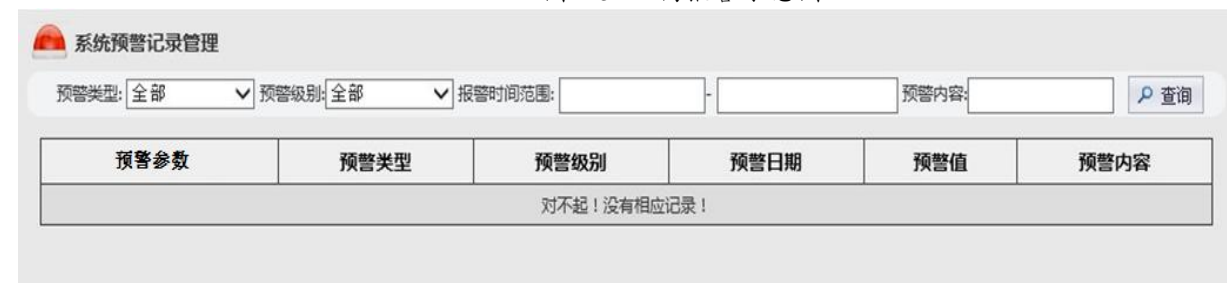 系统预警记录管理
预警类型: 全部 预警级别: 全部 报警时间范围: - 预警内容: 查询
预警参数 预警类型 预警级别 预警日期 预警值 预警内容
对不起！没有相应记录！